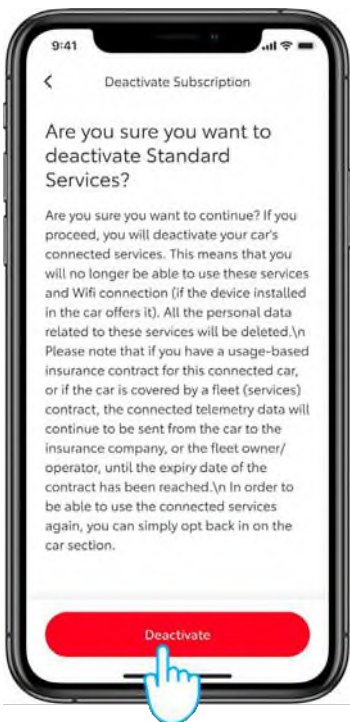 9:41
Deactivate Subscription
Are you sure you want to
deactivate Standard
Services?
Are you sure you want to continue? If you
proceed, you will deactivate your car's
connected services. This means that you
will no longer be able to use these services
and Wifi connection (if the device installed
in the car offers it). All the personal data
related to these services will be deleted.\n
Please note that if you have a usage-based
insurance contract for this connected car,
or if the car is covered by a fleet (services)
contract, the connected telemetry data will
continue to be sent from the car to the
insurance company, or the fleet owner/
operator, until the expiry date of the
contract has been reached.\n In order to
be able to use the connected services
again, you can simply opt back in on the
car section.
Deactivate